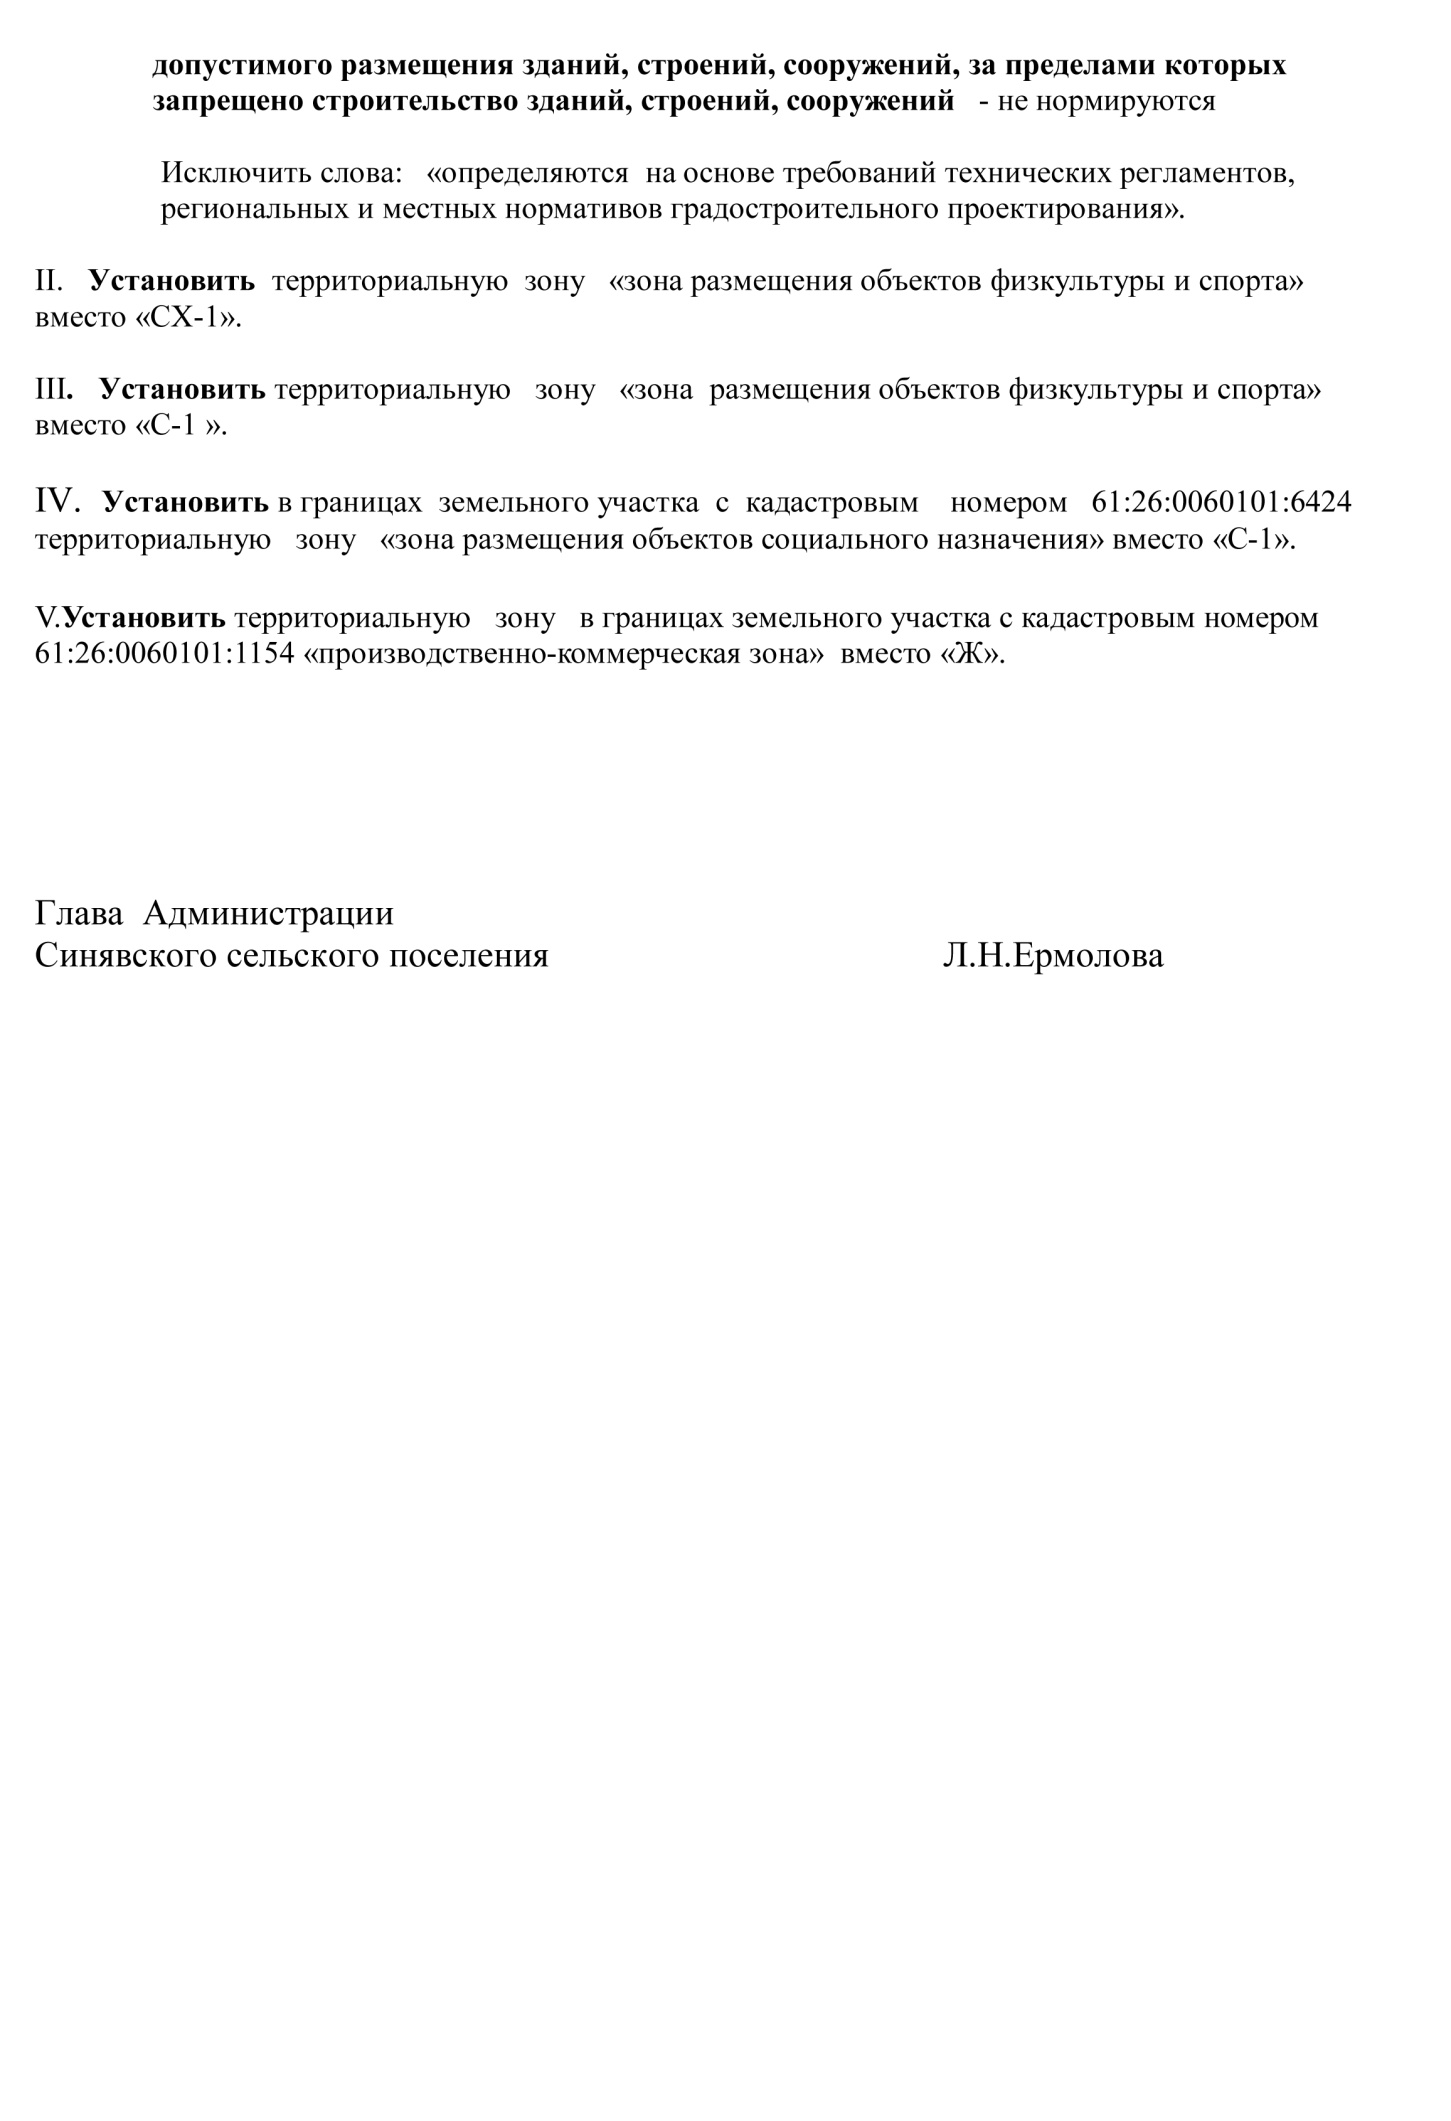 допустимого размещения зданий, строений, сооружений, за пределами которых
запрещено строительство зданий, строений, сооружений - не нормируются
Исключить слова: «определяются на основе требований технических регламентов,
региональных и местных нормативов градостроительного проектирования».
II. Установить территориальную зону «зона размещения объектов физкультуры и спорта»
вместо «СХ-1».
III. Установить территориальную зону «зона размещения объектов физкультуры и спорта»
вместо «С-1 ».
IV. Установить в границах земельного участка с кадастровым номером 61:26:0060101:6424
территориальную зону «зона размещения объектов социального назначения» вместо «С-1».
V.Установить территориальную зону в границах земельного участка с кадастровым номером
61:26:0060101:1154 «производственно-коммерческая зона» вместо «Ж».
Глава Администрации
Синявского сельского поселения Л.Н.Ермолова